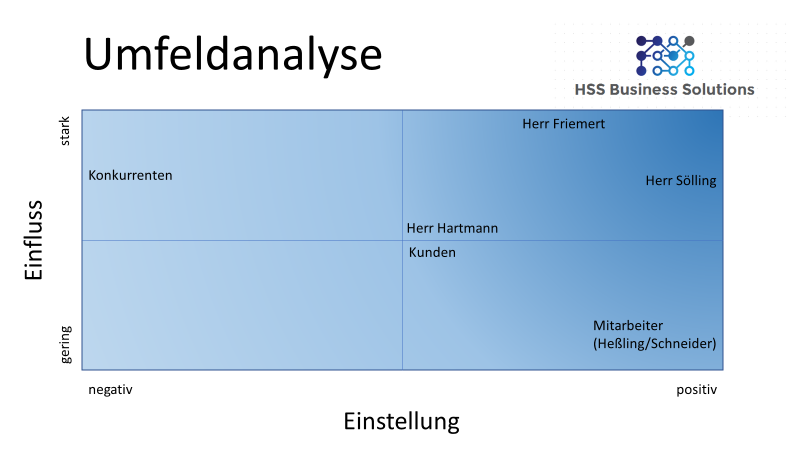 Umfeldanalyse
HSS Business Solutions
stark
Herr Friemert
Konkurrenten
Herr Sölling
Einfluss
Herr Hartmann
Kunden
gering
Mitarbeiter
(Heßling/Schneider)
negativ
positiv
Einstellung